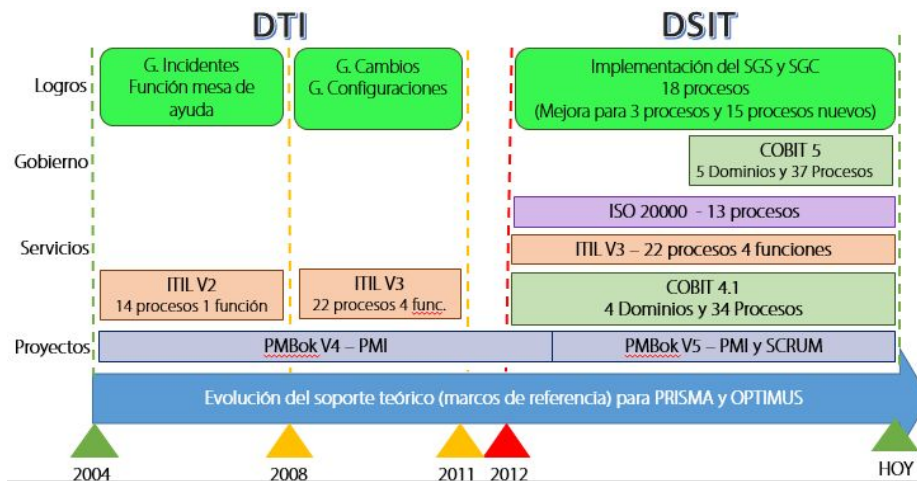 DTI
DSIT
Logros
G. Incidentes
Función mesa de
ayuda
G. Cambios
G. Configuraciones
Implementación del SGS y SGC
18 procesos
(Mejora para 3 procesos y 15 procesos nuevos)
Gobierno
COBIT 5
5 Dominios y 37 Procesos
ISO 20000 - 13 procesos
Servicios
ITIL V3 – 22 procesos 4 funciones
ITIL V2
14 procesos 1 función
ITIL V3
22 procesos 4 func.
COBIT 4.1
4 Dominios y 34 Procesos
Proyectos
PMBok V4 – PMI
PMBok V5 – PMI y SCRUM
Evolución del soporte teórico (marcos de referencia) para PRISMA y OPTIMUS
2004
2008
2011
2012
HOY